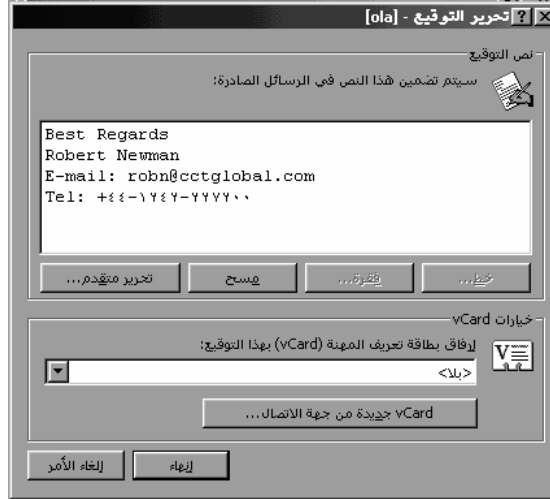 تحرير التوقيع - [ola]
نص التوقيع
سيتم تضمين هذا النص في الرسائل الصادرة:
Best Regards
Robert Newman
E-mail: robn@cctglobal.com
Tel: +٤٤-١٧٤٧-٧٧٧٧٠٠
خط...
فقرة...
مسح
تحرير متقدم...
خيارات vCard
إرفاق بطاقة تعريف المهنة (vCard) بهذا التوقيع:
<بلا>
vCard جديدة من جهة الاتصال...
إنهاء
إلغاء الأمر